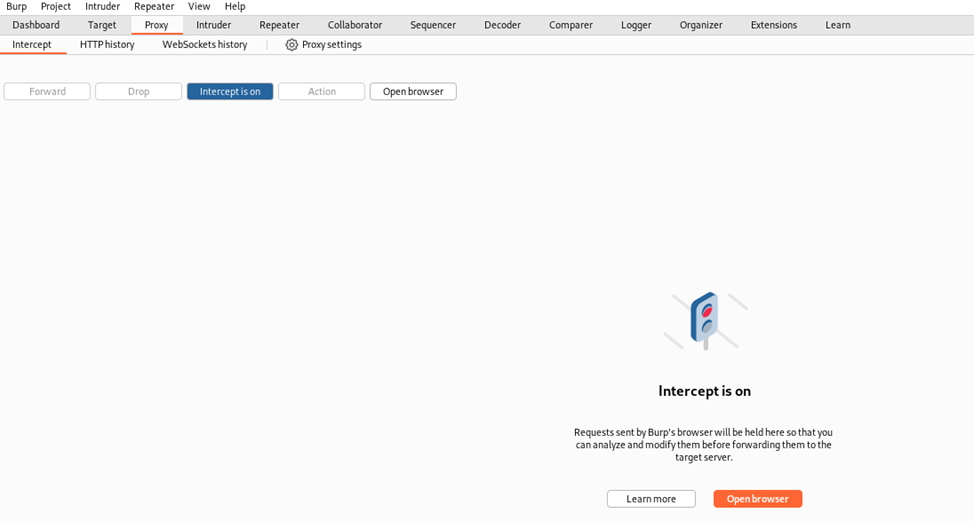 Burp Project Intruder Repeater View Help
Dashboard Target Proxy Intruder Repeater Collaborator Sequencer Decoder Comparer Logger Organizer Extensions Learn
Intercept HTTP history WebSockets history Proxy settings
Forward Drop Intercept is on Action Open browser
Intercept is on
Requests sent by Burp's browser will be held here so that you
can analyze and modify them before forwarding them to the
target server.
Learn more Open browser